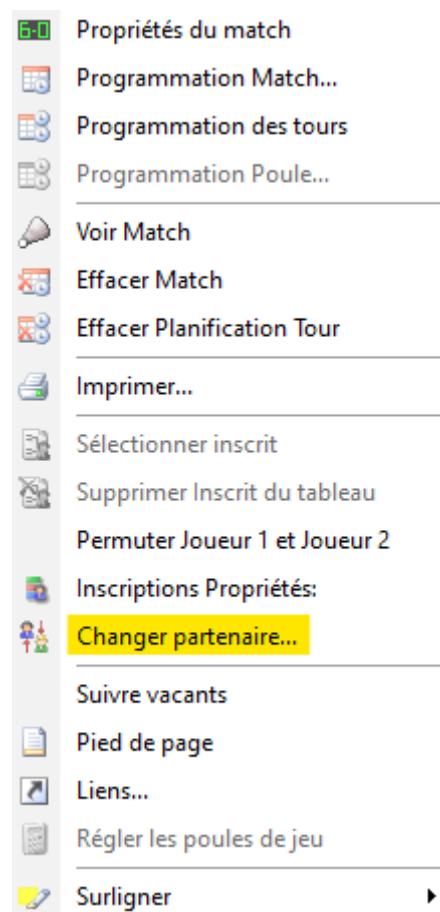 6-0 Propriétés du match
Programmation Match...
Programmation des tours
Programmation Poule...
Voir Match
Effacer Match
Effacer Planification Tour
Imprimer...
Sélectionner inscrit
Supprimer Inscrit du tableau
Permuter Joueur 1 et Joueur 2
Inscriptions Propriétés:
Changer partenaire...
Suivre vacants
Pied de page
Liens...
Régler les poules de jeu
Surligner